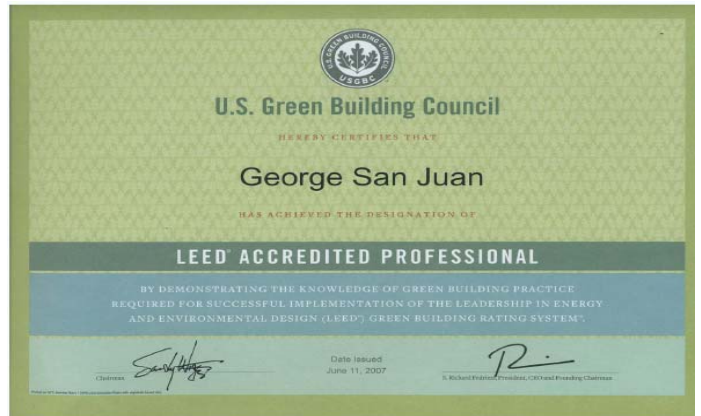 U.S. GREEN BUILDING COUNCIL
USGBC
U.S. Green Building Council
HEREBY CERTIFIES THAT
George San Juan
HAS ACHIEVED THE DESIGNATION OF
LEED® ACCREDITED PROFESSIONAL
BY DEMONSTRATING THE KNOWLEDGE OF GREEN BUILDING PRACTICE
REQUIRED FOR SUCCESSFUL IMPLEMENTATION OF THE LEADERSHIP IN ENERGY
AND ENVIRONMENTAL DESIGN (LEED®) GREEN BUILDING RATING SYSTEM™.
Date Issued
June 11, 2007
Chairman
S. Richard Fedrizzi, President, CEO and Founding Chairman